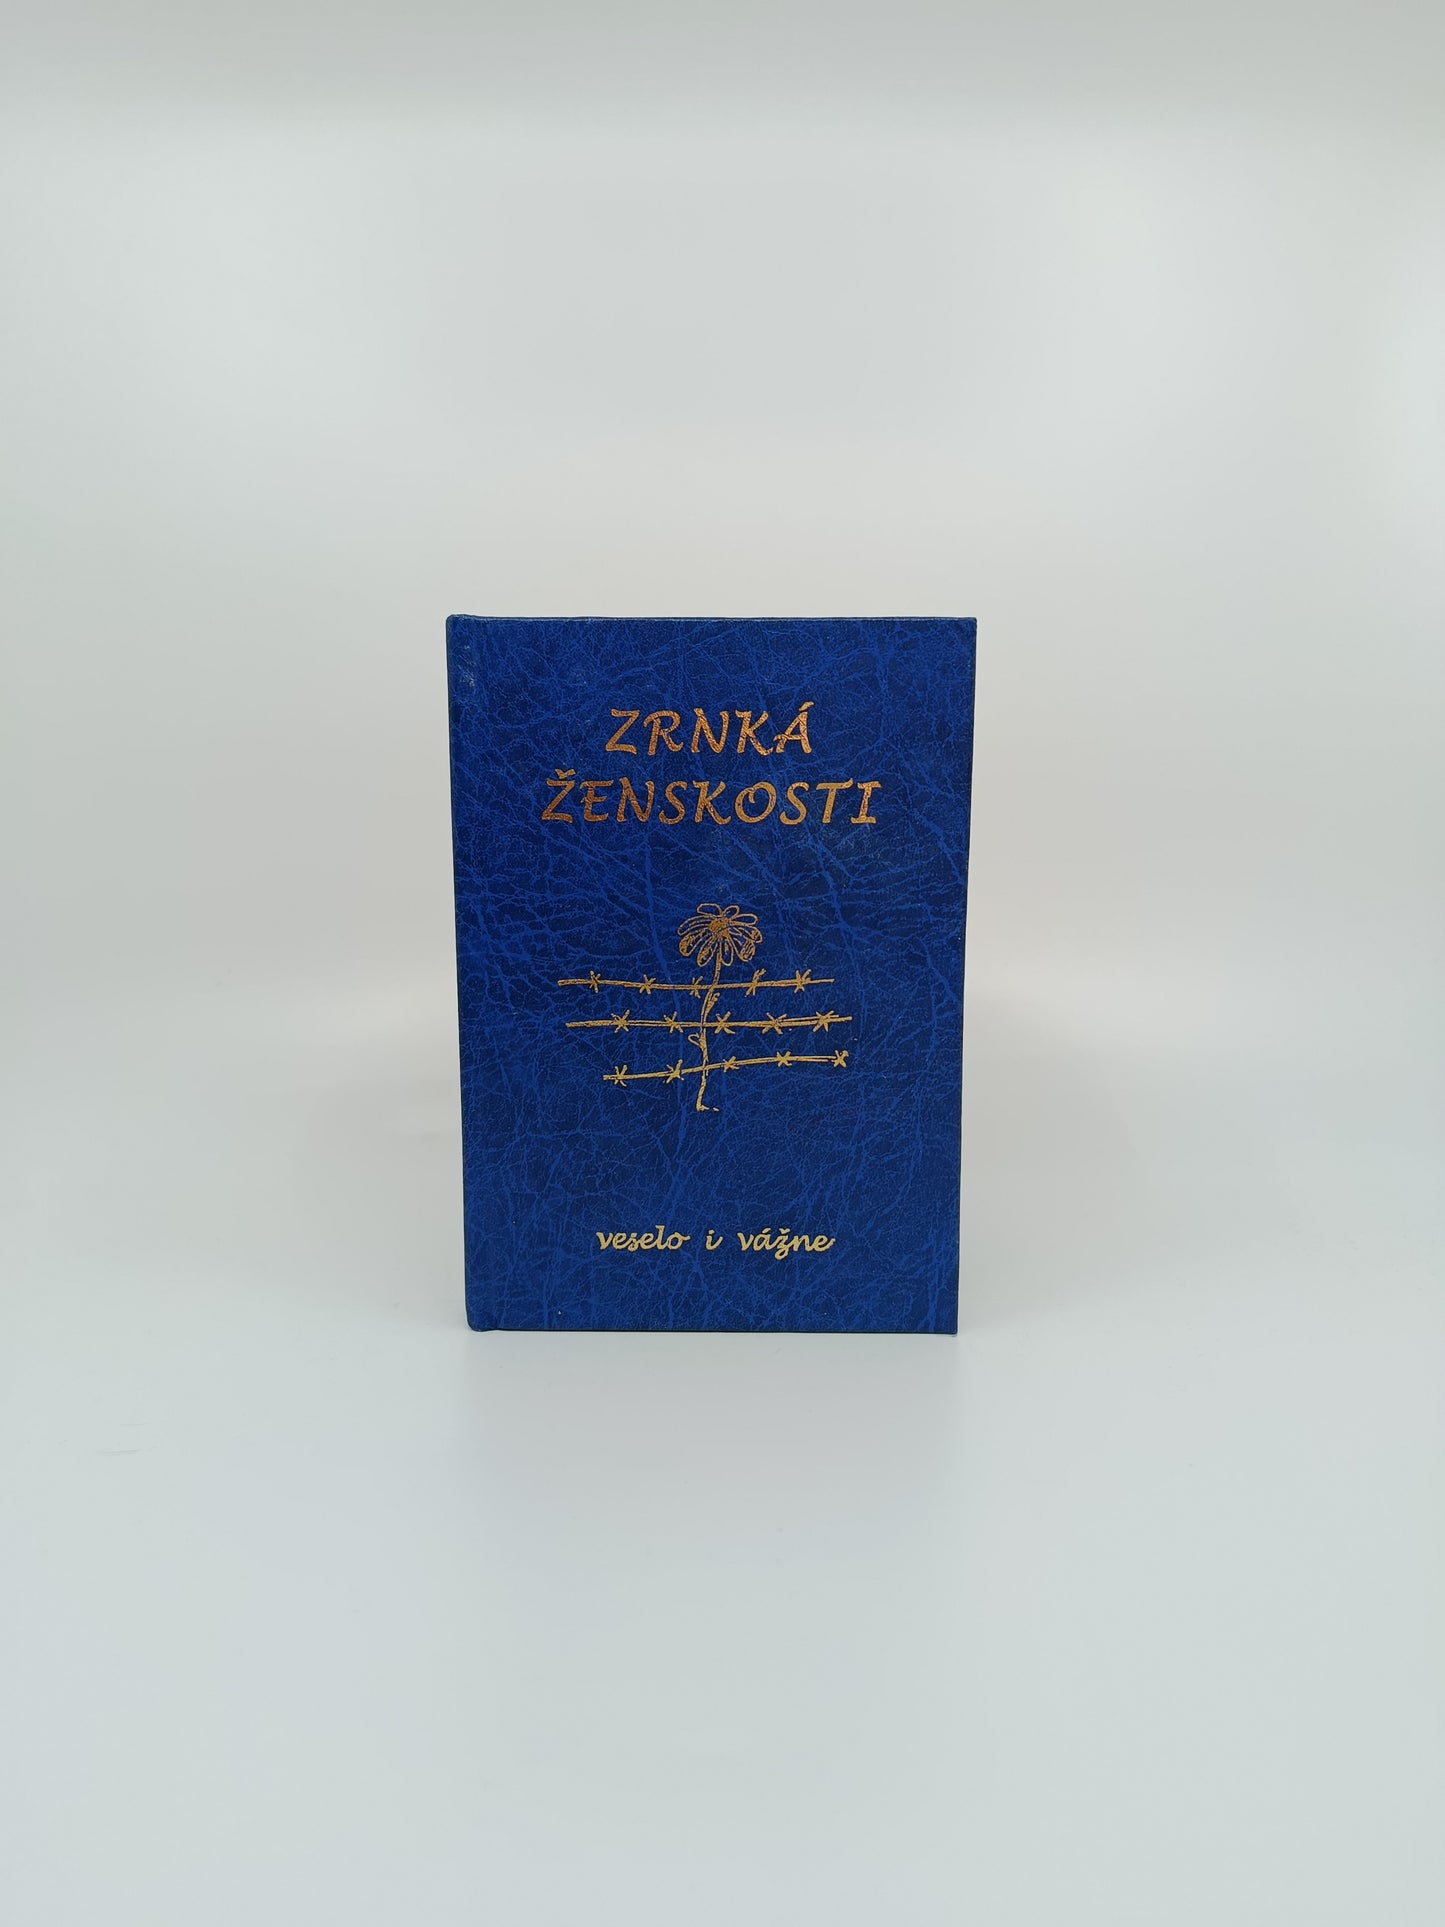 ZRNKÁ
ŽENSKOSTI
veselo i vážne